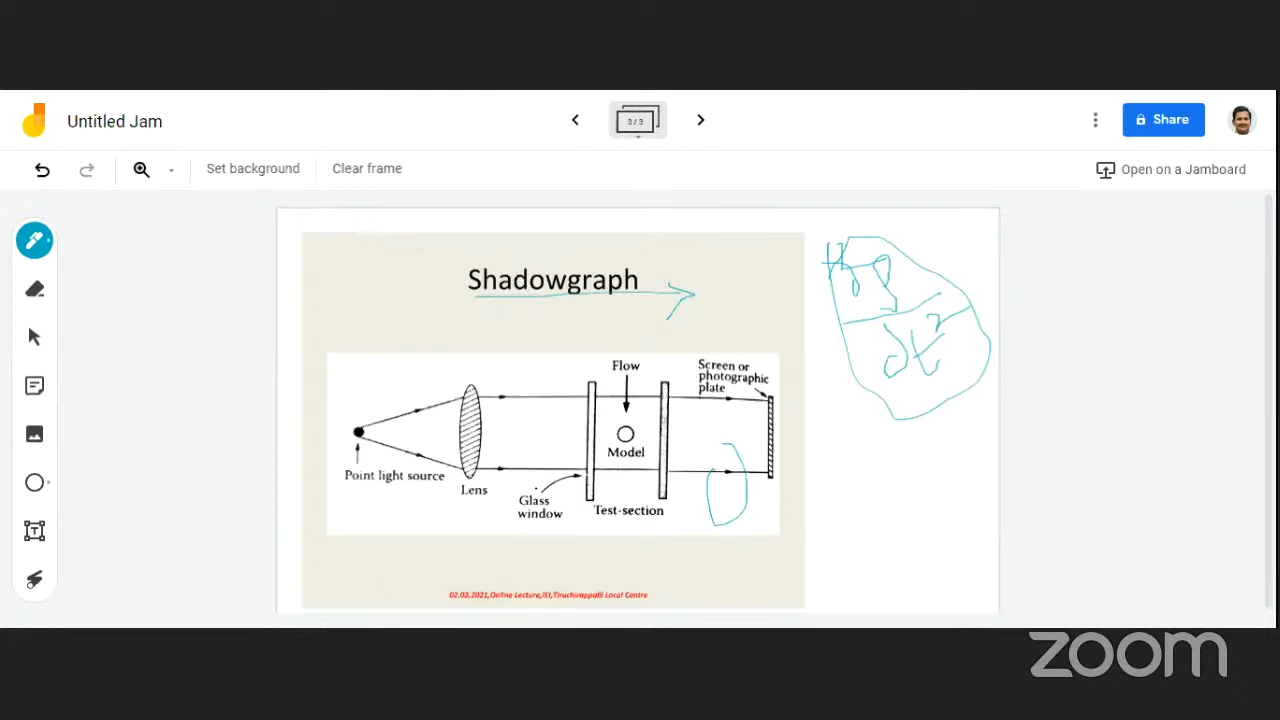 Untitled Jam
3 / 3
Share
Set background
Clear frame
Open on a Jamboard
Shadowgraph
Flow
Screen or
photographic
plate
Model
Point light source
Lens
Glass
window
Test-section
02.02.2021,Online Lecture,IEI,Tiruchirappalli Local Centre
zoom